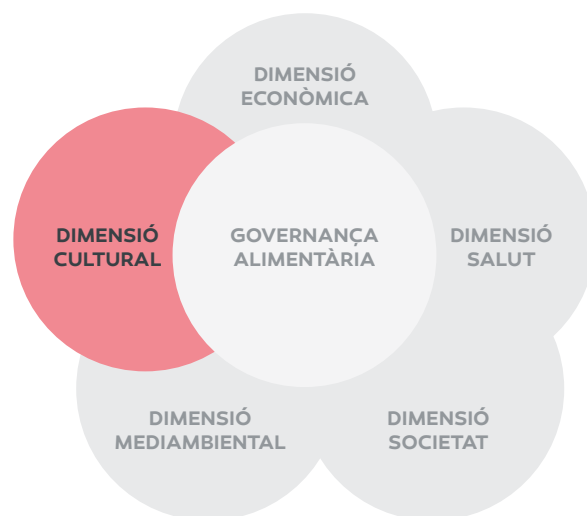 DIMENSIÓ
ECONÒMICA
DIMENSIÓ
CULTURAL
GOVERNANÇA
ALIMENTÀRIA
DIMENSIÓ
SALUT
DIMENSIÓ
MEDIAMBIENTAL
DIMENSIÓ
SOCIETAT